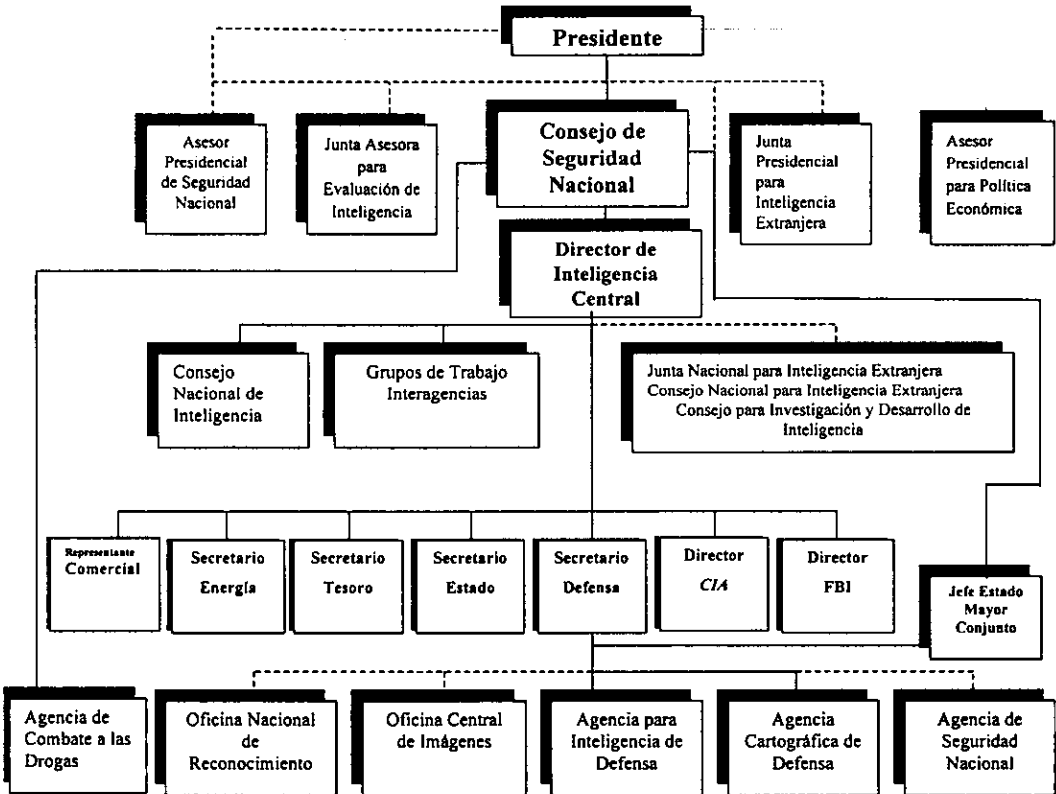 Presidente
Asesor
Presidencial
de Seguridad
Nacional
Junta Asesora
para
Evaluación de
Inteligencia
Consejo de
Seguridad
Nacional
Junta
Presidencial
para
Inteligencia
Extranjera
Asesor
Presidencial
para Política
Económica
Director de
Inteligencia
Central
Consejo
Nacional de
Inteligencia
Grupos de Trabajo
Interagencias
Junta Nacional para Inteligencia Extranjera
Consejo Nacional para Inteligencia Extranjera
Consejo para Investigación y Desarrollo de
Inteligencia
Representante
Comercial
Secretario
Energía
Secretario
Tesoro
Secretario
Estado
Secretario
Defensa
Director
CIA
Director
FBI
Jefe Estado
Mayor
Conjunto
Agencia de
Combate a las
Drogas
Oficina Nacional
de
Reconocimiento
Oficina Central
de Imágenes
Agencia para
Inteligencia de
Defensa
Agencia
Cartográfica de
Defensa
Agencia de
Seguridad
Nacional